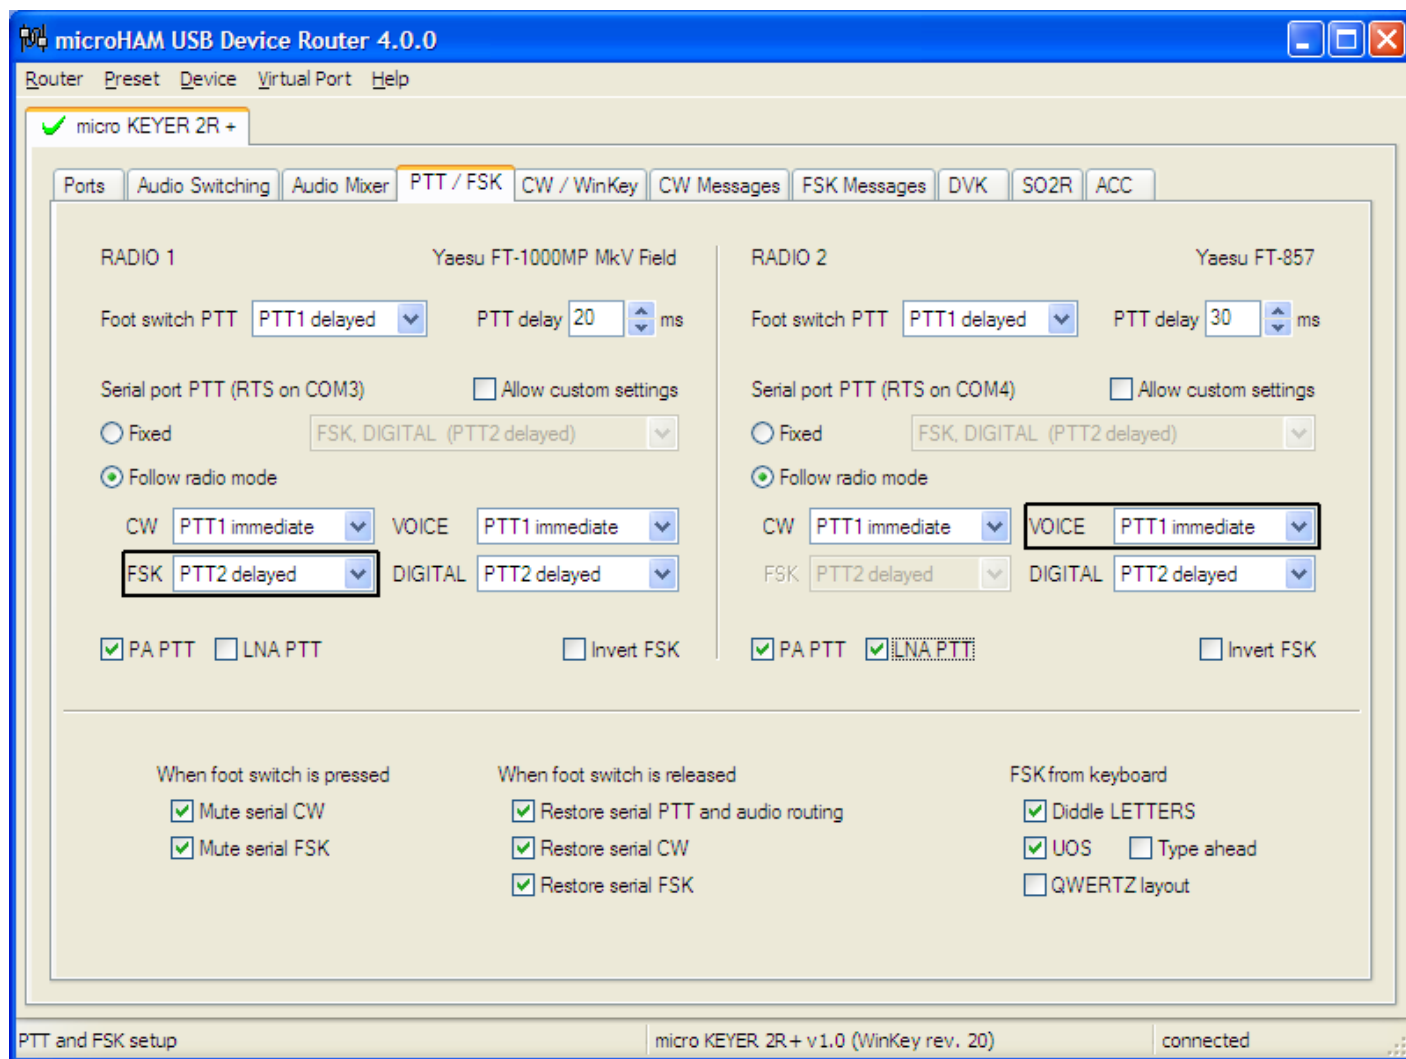 microHAM USB Device Router 4.0.0
Router Preset Device Virtual Port Help
micro KEYER 2R +
Ports Audio Switching Audio Mixer PTT / FSK CW / WinKey CW Messages FSK Messages DVK SO2R ACC
RADIO 1 Yaesu FT-1000MP MkV Field RADIO 2 Yaesu FT-857
Foot switch PTT PTT1 delayed PTT delay 20 ms Foot switch PTT PTT1 delayed PTT delay 30 ms
Serial port PTT (RTS on COM3) Allow custom settings Serial port PTT (RTS on COM4) Allow custom settings
Fixed FSK, DIGITAL (PTT2 delayed) Fixed FSK, DIGITAL (PTT2 delayed)
Follow radio mode Follow radio mode
CW PTT1 immediate VOICE PTT1 immediate CW PTT1 immediate VOICE PTT1 immediate
FSK PTT2 delayed DIGITAL PTT2 delayed FSK PTT2 delayed DIGITAL PTT2 delayed
PA PTT LNA PTT Invert FSK PA PTT LNA PTT Invert FSK
When foot switch is pressed When foot switch is released FSK from keyboard
Mute serial CW Restore serial PTT and audio routing Diddle LETTERS
Mute serial FSK Restore serial CW UOS Type ahead
Restore serial FSK QWERTZ layout
PTT and FSK setup micro KEYER 2R+ v1.0 (WinKey rev. 20) connected